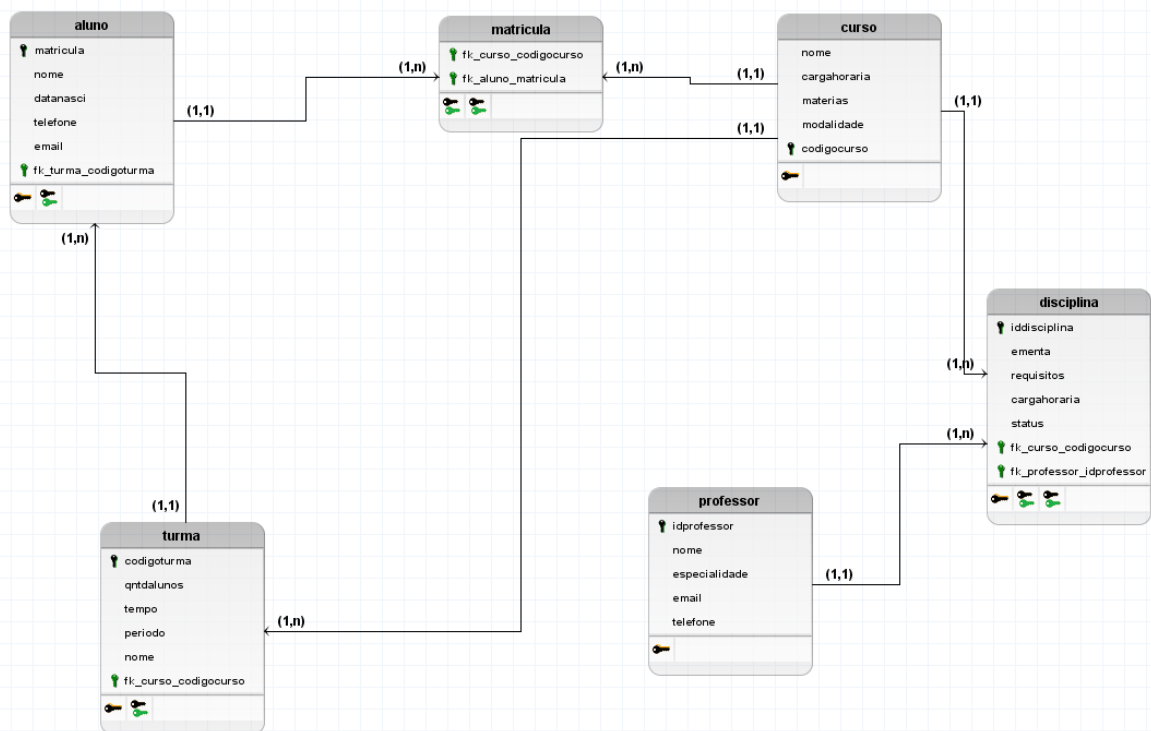 aluno
matricula
nome
datanasci
telefone
email
fk_turma_codigoturma
(1,1)
(1,n)
(1,n)
matricula
fk_curso_codigocurso
fk_aluno_matricula
(1,n)
(1,1)
(1,1)
curso
nome
cargahoraria
materias
modalidade
codigocurso
(1,1)
(1,n)
disciplina
iddisciplina
ementa
requisitos
cargahoraria
status
fk_curso_codigocurso
fk_professor_idprofessor
(1,n)
professor
idprofessor
nome
especialidade
email
telefone
(1,1)
(1,1)
turma
codigoturma
qntdalunos
tempo
periodo
nome
fk_curso_codigocurso
(1,n)